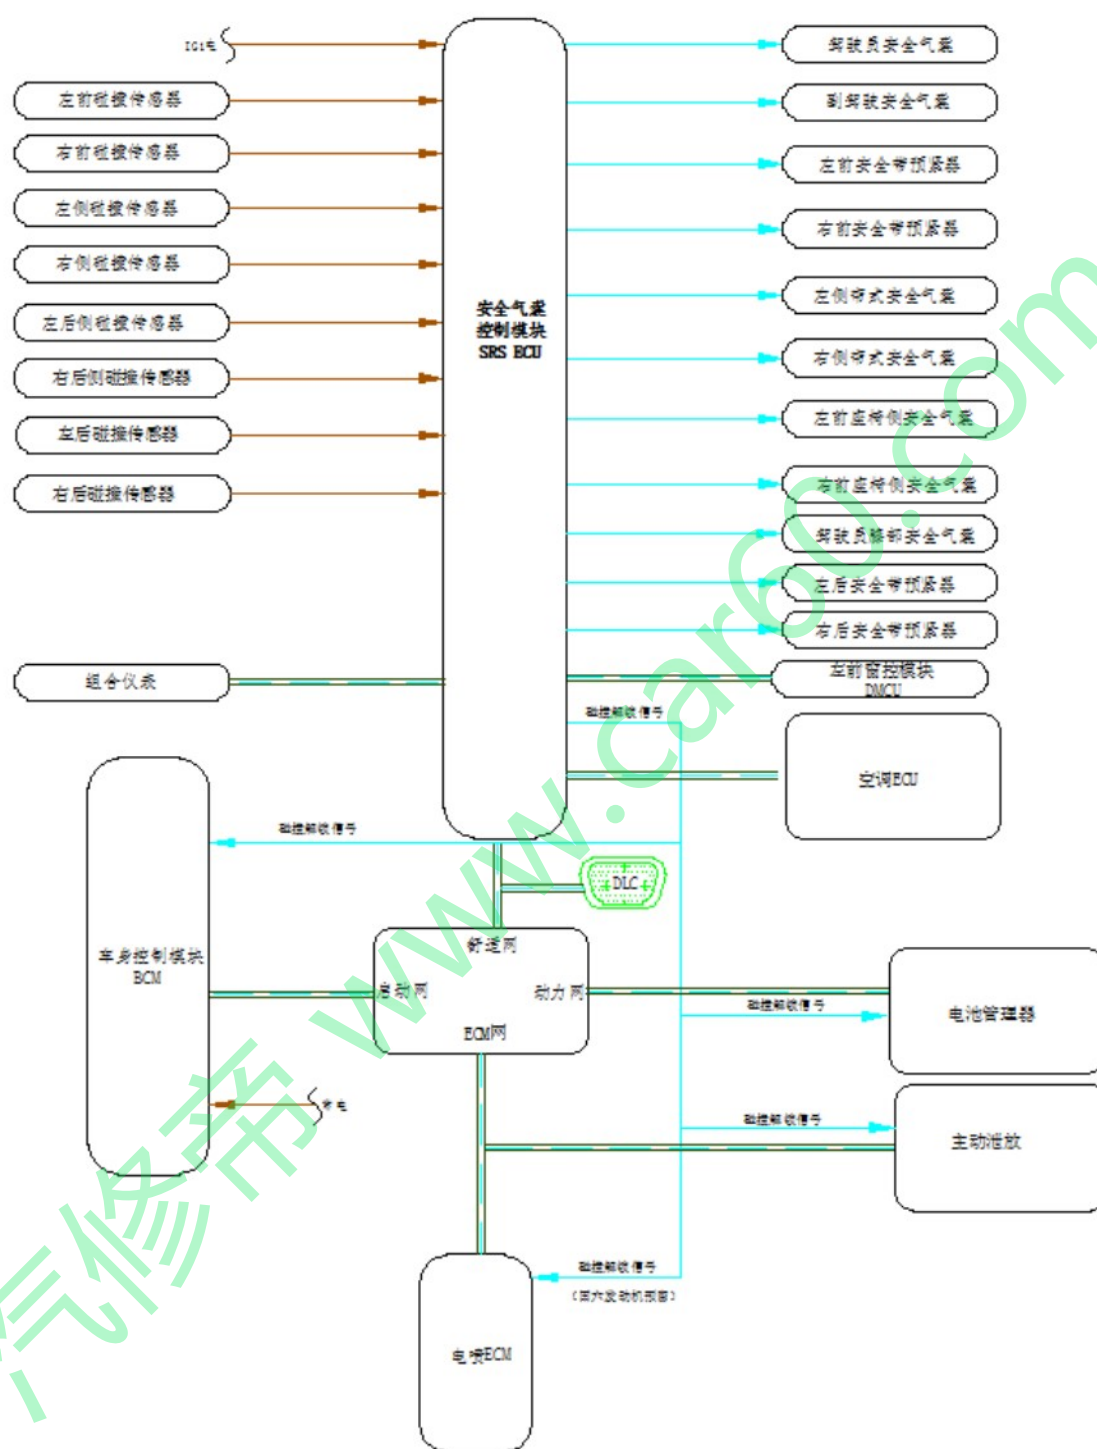 IG1电
左前碰撞传感器
右前碰撞传感器
左侧碰撞传感器
右侧碰撞传感器
左后侧碰撞传感器
右后侧碰撞传感器
左后碰撞传感器
右后碰撞传感器
组合仪表
安全气囊
控制模块
SRS ECU
驾驶员安全气囊
副驾驶安全气囊
左前安全带预紧器
右前安全带预紧器
左侧帘式安全气囊
右侧帘式安全气囊
左前座椅侧安全气囊
右前座椅侧安全气囊
驾驶员膝部安全气囊
左后安全带预紧器
右后安全带预紧器
左前窗控模块
DMCU
碰撞解锁信号
空调ECU
碰撞解锁信号
DLC
车身控制模块
BCM
舒适网
启动网
动力网
ECM网
碰撞解锁信号
电池管理器
常电
碰撞解锁信号
主动泄放
碰撞解锁信号
(国六发动机预留)
电喷ECM
汽修帝 www.car60.com